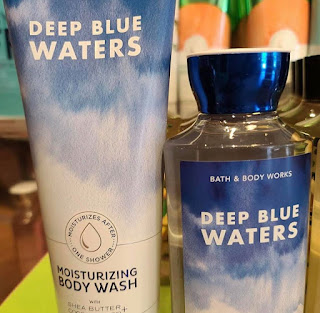 DEEP BLUE
WATERS
MOISTURIZES AFTER
ONE SHOWER
MOISTURIZING
BODY WASH
with
SHEA BUTTER +
BATH & BODY WORKS
DEEP BLUE
WATERS